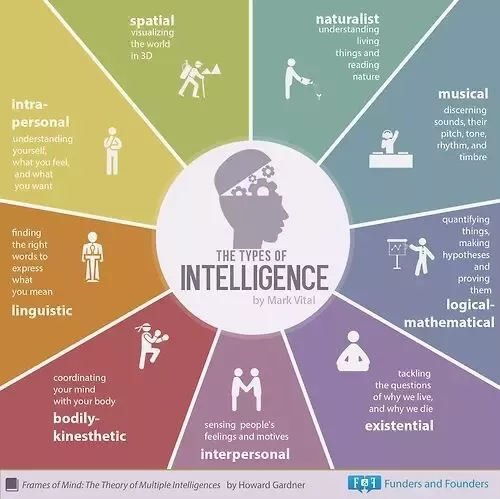 spatial
visualizing
the world
in 3D
naturalist
understanding
living
things and
reading
nature
musical
discerning
sounds, their
pitch, tone,
rhythm, and
timbre
quantifying
things,
making
hypotheses
and
proving
them
logical-
mathematical
tackling
the questions
of why we live,
and why we die
existential
sensing people's
feelings and motives
interpersonal
coordinating
your mind
with your body
bodily-
kinesthetic
finding
the right
words to
express
what
you mean
linguistic
intra-
personal
understanding
yourself,
what you feel,
and what
you want
THE TYPES OF
INTELLIGENCE
by Mark Vital
Frames of Mind: The Theory of Multiple Intelligences by Howard Gardner
F&F Funders and Founders